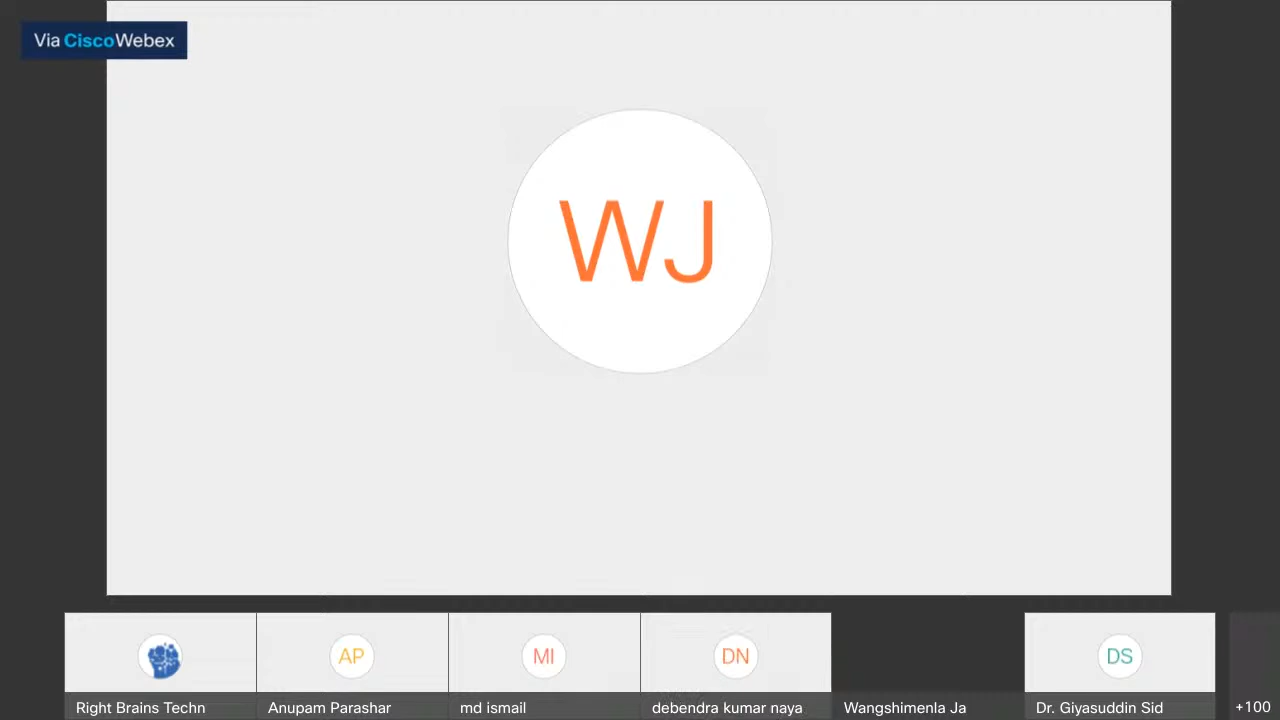 Via CiscoWebex
WJ
AP
MI
DN
DS
Right Brains Techn
Anupam Parashar
md ismail
debendra kumar naya
Wangshimenla Ja
Dr. Giyasuddin Sid
+100